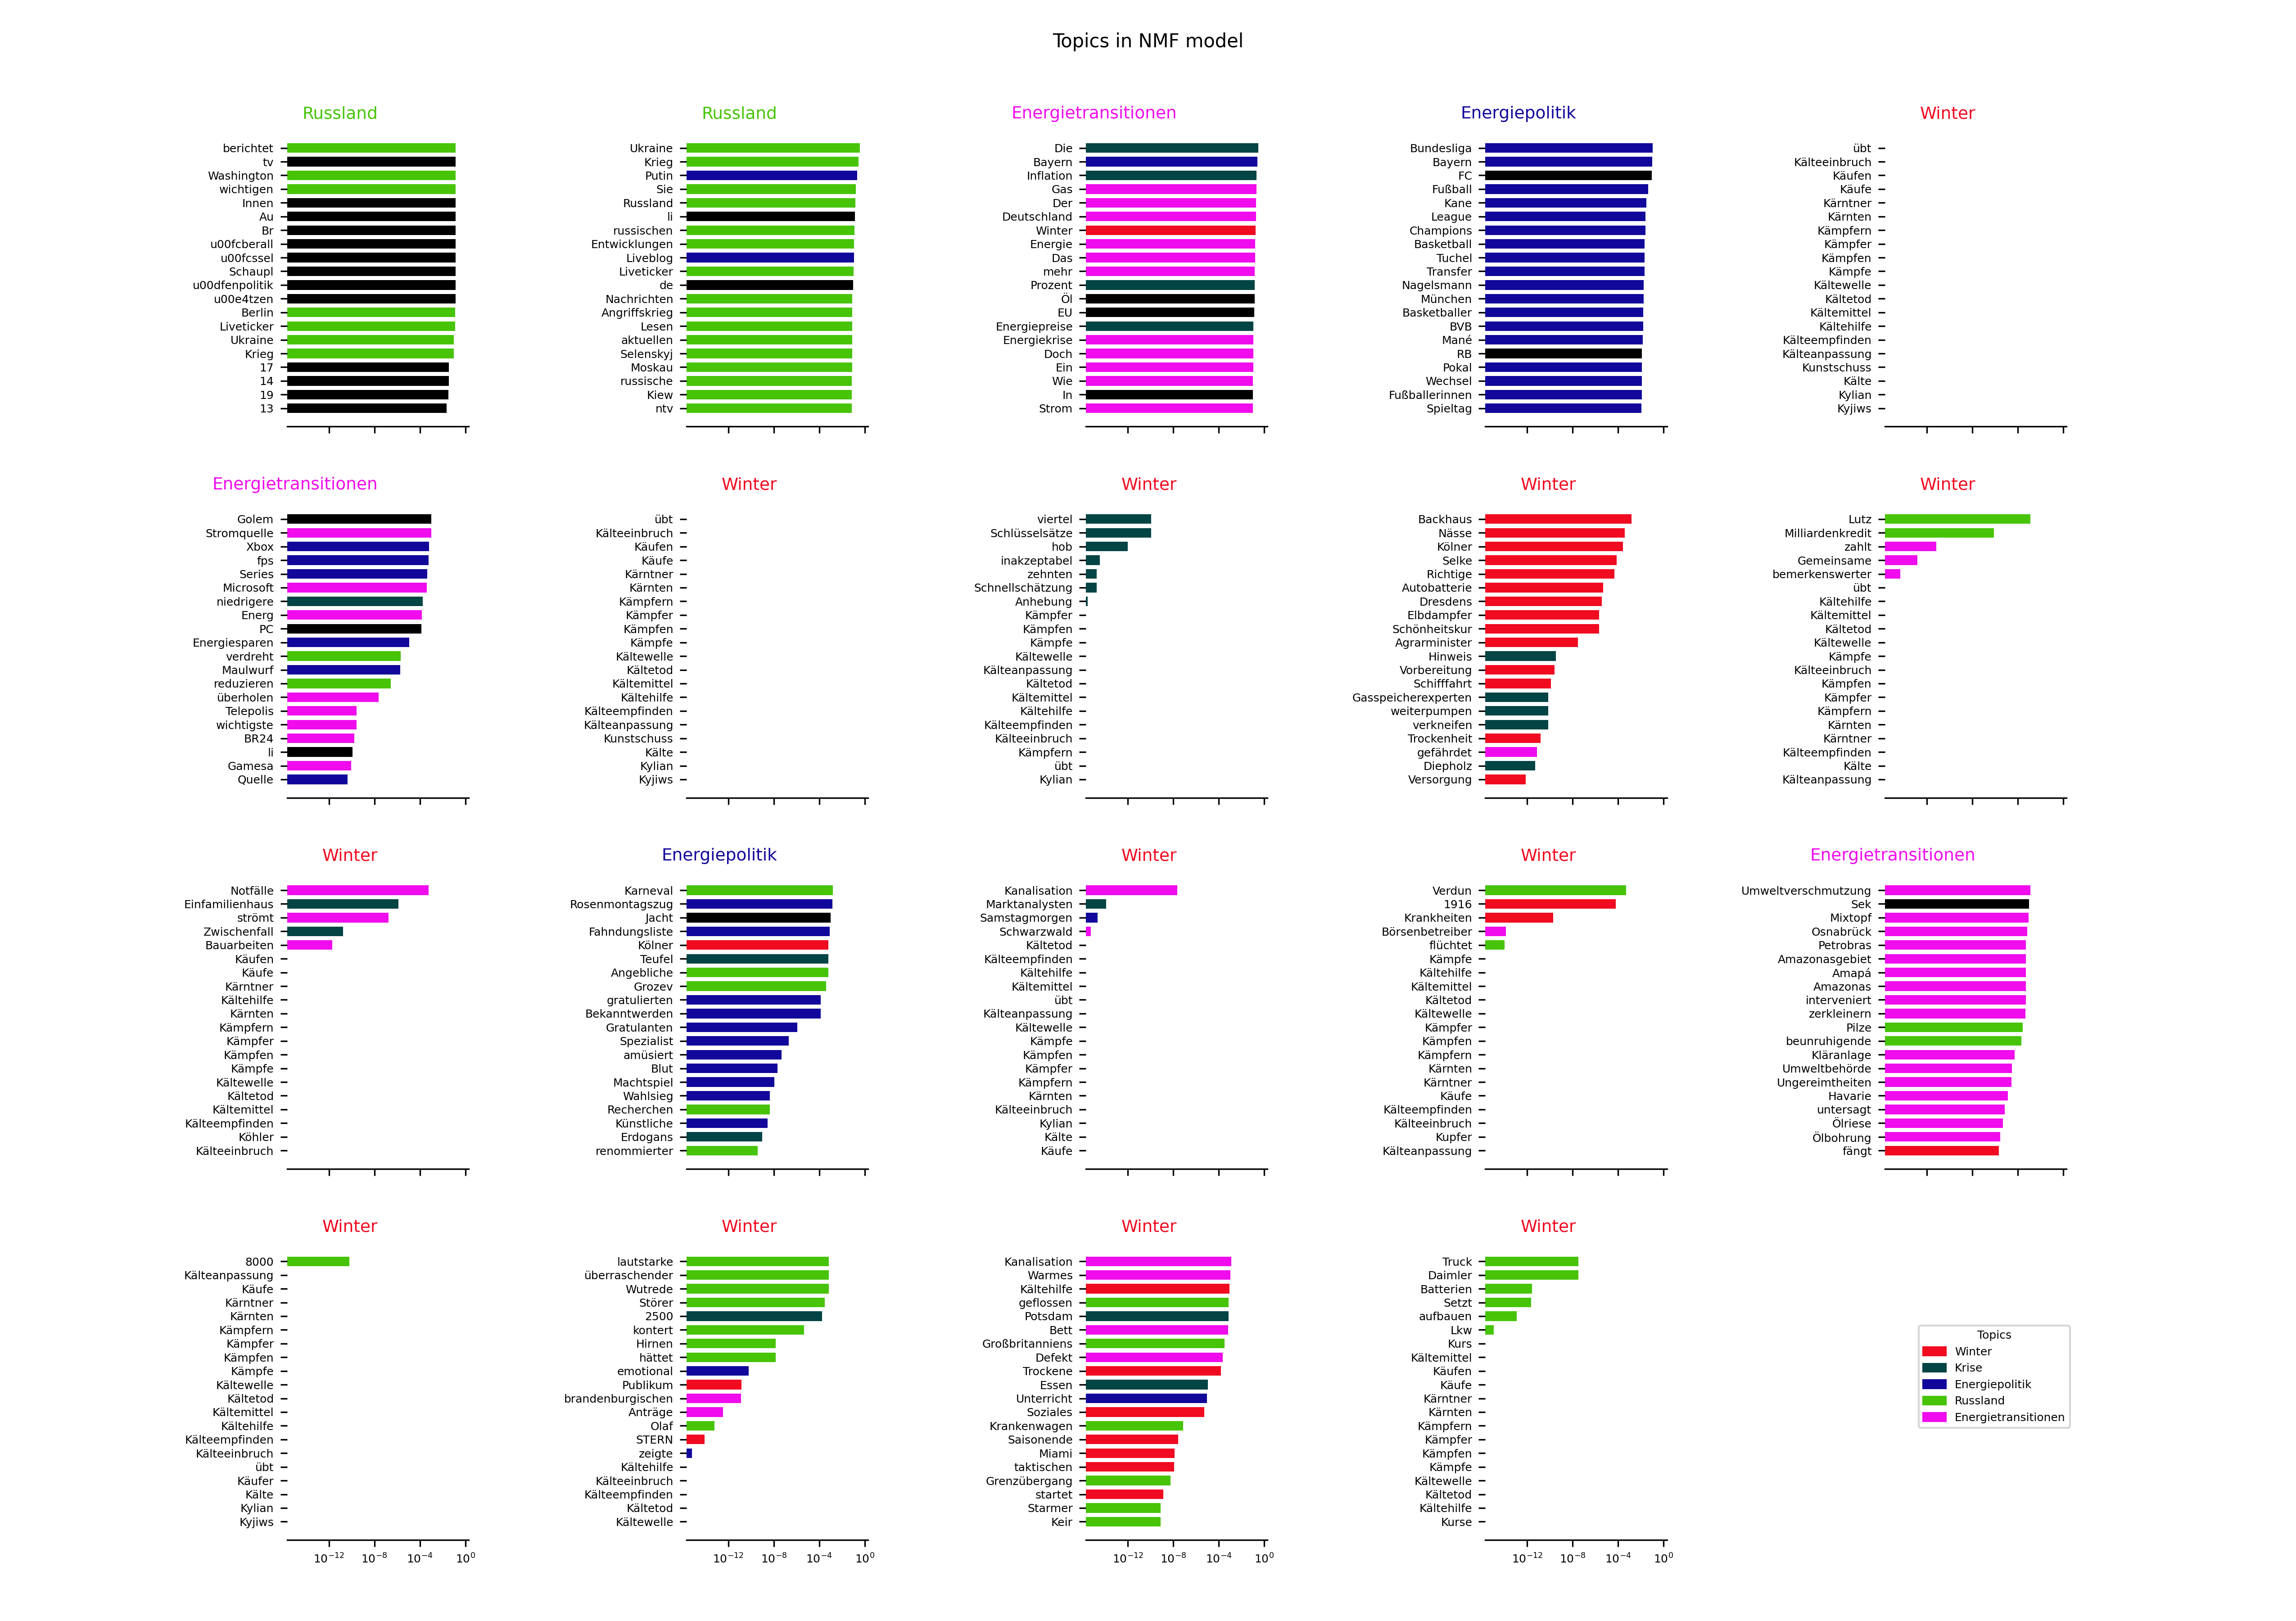 Topics in NMF model
Russland
berichtet
tv
Washington
wichtigen
Innen
Au
Br
u00fcberall
u00fcssel
Schaupl
u00dfenpolitik
u00e4tzen
Berlin
Liveticker
Ukraine
Krieg
17
14
19
13
Russland
Ukraine
Krieg
Putin
Sie
Russland
li
russischen
Entwicklungen
Liveblog
Liveticker
de
Nachrichten
Angriffskrieg
Lesen
aktuellen
Selenskyj
Moskau
russische
Kiew
ntv
Energietransitionen
Die
Bayern
Inflation
Gas
Der
Deutschland
Winter
Energie
Das
mehr
Prozent
Öl
EU
Energiepreise
Energiekrise
Doch
Ein
Wie
In
Strom
Energiepolitik
Bundesliga
Bayern
FC
Fußball
Kane
League
Champions
Basketball
Tuchel
Transfer
Nagelsmann
München
Basketballer
BVB
Mané
RB
Pokal
Wechsel
Fußballerinnen
Spieltag
Winter
übt
Kälteeinbruch
Käufen
Käufe
Kärntner
Kärnten
Kämpfern
Kämpfer
Kämpfen
Kämpfe
Kältewelle
Kältetod
Kältemittel
Kältehilfe
Kälteempfinden
Kälteanpassung
Kunstschuss
Kälte
Kylian
Kyjiws
Energietransitionen
Golem
Stromquelle
Xbox
fps
Series
Microsoft
niedrigere
Energ
PC
Energiesparen
verdreht
Maulwurf
reduzieren
überholen
Telepolis
wichtigste
BR24
li
Gamesa
Quelle
Winter
übt
Kälteeinbruch
Käufen
Käufe
Kärntner
Kärnten
Kämpfern
Kämpfer
Kämpfen
Kämpfe
Kältewelle
Kältetod
Kältemittel
Kältehilfe
Kälteempfinden
Kälteanpassung
Kunstschuss
Kälte
Kylian
Kyjiws
Winter
viertel
Schlüsselsätze
hob
inakzeptabel
zehnten
Schnellschätzung
Anhebung
Kämpfer
Kämpfen
Kämpfe
Kältewelle
Kälteanpassung
Kältetod
Kältemittel
Kältehilfe
Kälteempfinden
Kälteeinbruch
Kämpfern
übt
Kylian
Winter
Backhaus
Nässe
Kölner
Selke
Richtige
Autobatterie
Dresdens
Elbdampfer
Schönheitskur
Agrarminister
Hinweis
Vorbereitung
Schifffahrt
Gasspeicherexperten
weiterpumpen
verkneifen
Trockenheit
gefährdet
Diepholz
Versorgung
Winter
Lutz
Milliardenkredit
zahlt
Gemeinsame
bemerkenswerter
übt
Kältehilfe
Kältemittel
Kältetod
Kältewelle
Kämpfe
Kälteeinbruch
Kämpfen
Kämpfer
Kämpfern
Kärnten
Kärntner
Kälteempfinden
Kälte
Kälteanpassung
Winter
Notfälle
Einfamilienhaus
strömt
Zwischenfall
Bauarbeiten
Käufen
Käufe
Kärntner
Kältehilfe
Kärnten
Kämpfern
Kämpfer
Kämpfen
Kämpfe
Kältewelle
Kältetod
Kältemittel
Kälteempfinden
Köhler
Kälteeinbruch
Energiepolitik
Karneval
Rosenmontagszug
Jacht
Fahndungsliste
Kölner
Teufel
Angebliche
Grozev
gratulierten
Bekanntwerden
Gratulanten
Spezialist
amüsiert
Blut
Machtspiel
Wahlsieg
Recherchen
Künstliche
Erdogans
renommierter
Winter
Kanalisation
Marktanalysten
Samstagmorgen
Schwarzwald
Kältetod
Kälteempfinden
Kältehilfe
Kältemittel
übt
Kälteanpassung
Kältewelle
Kämpfe
Kämpfen
Kämpfer
Kämpfern
Kärnten
Kälteeinbruch
Kylian
Kälte
Käufe
Winter
Verdun
1916
Krankheiten
Börsenbetreiber
flüchtet
Kämpfe
Kältehilfe
Kältemittel
Kältetod
Kältewelle
Kämpfer
Kämpfen
Kämpfern
Kärnten
Kärntner
Käufe
Kälteempfinden
Kälteeinbruch
Kupfer
Kälteanpassung
Energietransitionen
Umweltverschmutzung
Sek
Mixtopf
Osnabrück
Petrobras
Amazonasgebiet
Amapá
Amazonas
interveniert
zerkleinern
Pilze
beunruhigende
Kläranlage
Umweltbehörde
Ungereimtheiten
Havarie
untersagt
Ölriese
Ölbohrung
fängt
Winter
8000
Kälteanpassung
Käufe
Kärntner
Kärnten
Kämpfern
Kämpfer
Kämpfen
Kämpfe
Kältewelle
Kältetod
Kältemittel
Kältehilfe
Kälteempfinden
Kälteeinbruch
übt
Käufer
Kälte
Kylian
Kyjiws
10⁻¹² 10⁻⁸ 10⁻⁴ 10⁰
Winter
lautstarke
überraschender
Wutrede
Störer
2500
kontert
Hirnen
hättet
emotional
Publikum
brandenburgischen
Anträge
Olaf
STERN
zeigte
Kältehilfe
Kälteeinbruch
Kälteempfinden
Kältetod
Kältewelle
10⁻¹² 10⁻⁸ 10⁻⁴ 10⁰
Winter
Kanalisation
Warmes
Kältehilfe
geflossen
Potsdam
Bett
Großbritanniens
Defekt
Trockene
Essen
Unterricht
Soziales
Krankenwagen
Saisonende
Miami
taktischen
Grenzübergang
startet
Starmer
Keir
10⁻¹² 10⁻⁸ 10⁻⁴ 10⁰
Winter
Truck
Daimler
Batterien
Setzt
aufbauen
Lkw
Kurs
Kältemittel
Käufen
Käufe
Kärntner
Kärnten
Kämpfern
Kämpfer
Kämpfen
Kämpfe
Kältewelle
Kältetod
Kältehilfe
Kurse
10⁻¹² 10⁻⁸ 10⁻⁴ 10⁰
Topics
Winter
Krise
Energiepolitik
Russland
Energietransitionen